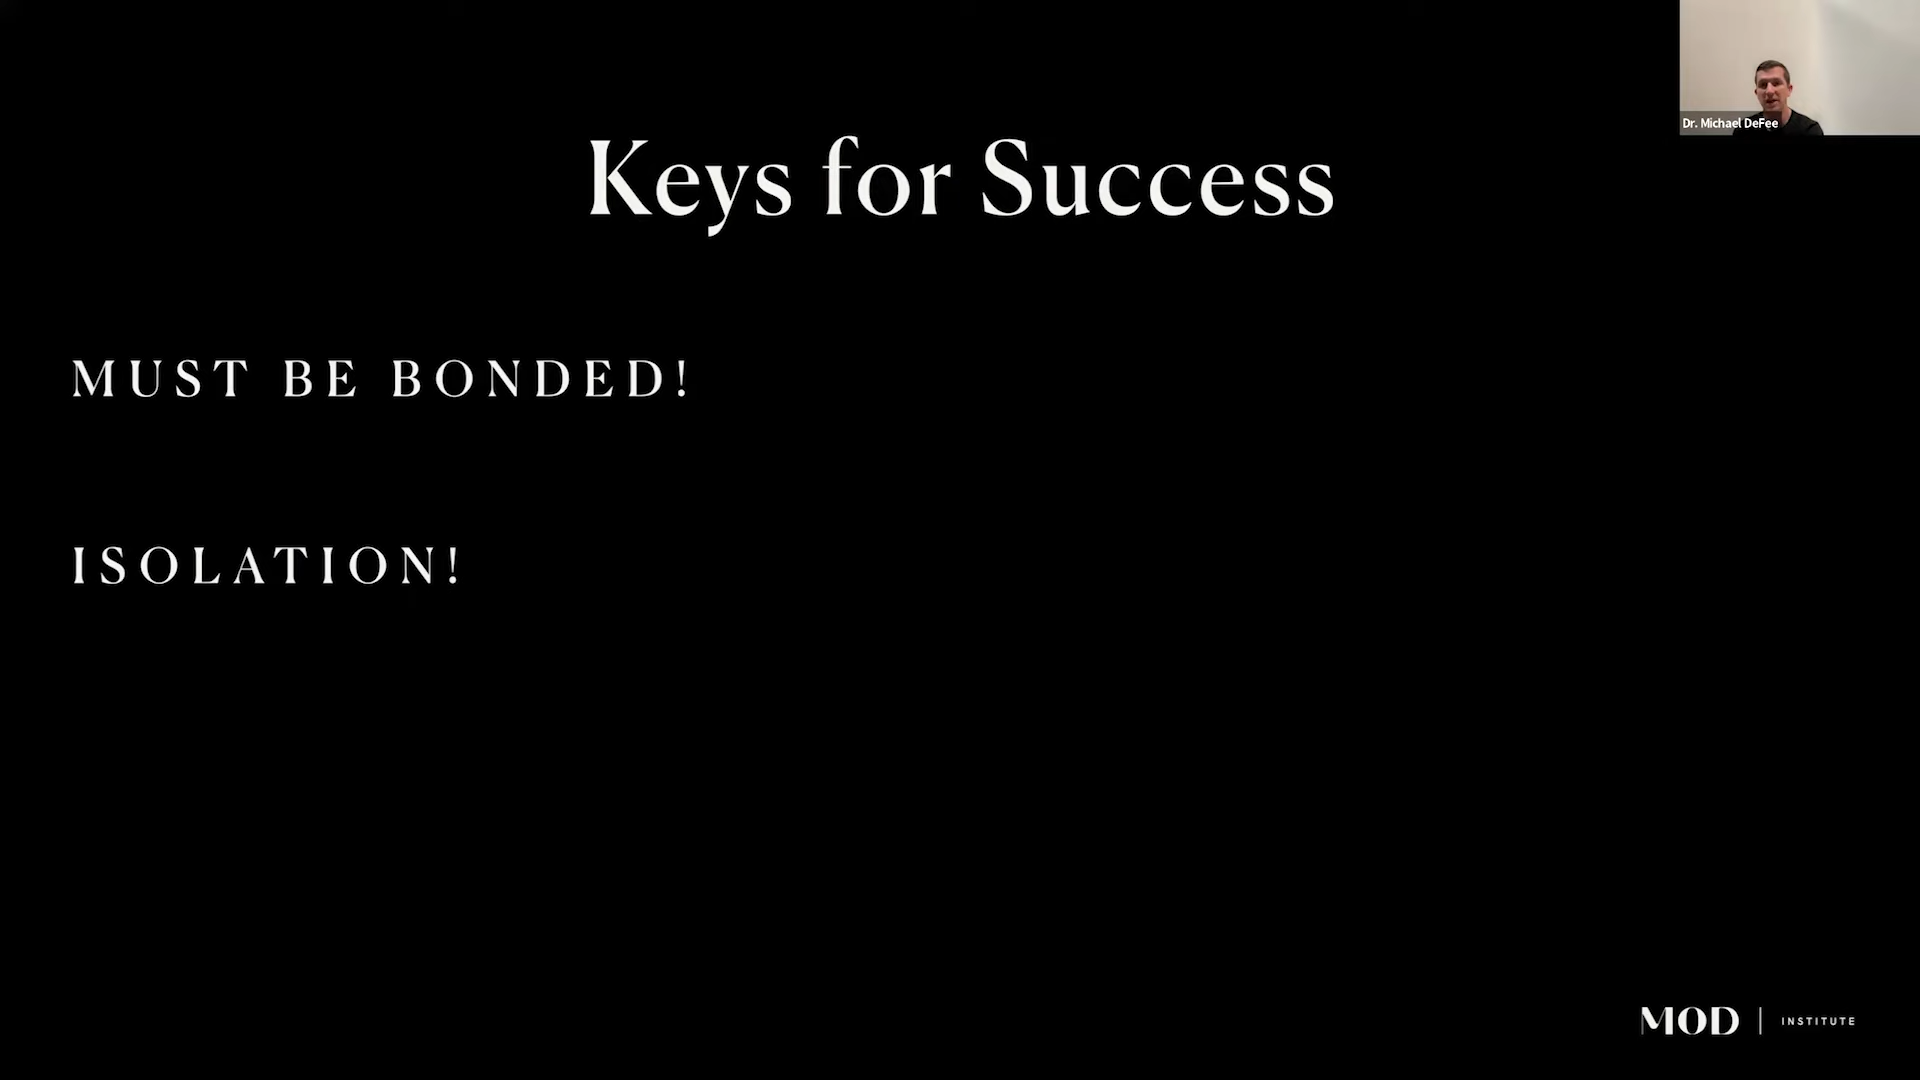 Dr. Michael DeFee
Keys for Success
MUST BE BONDED!
ISOLATION!
MOD | INSTITUTE